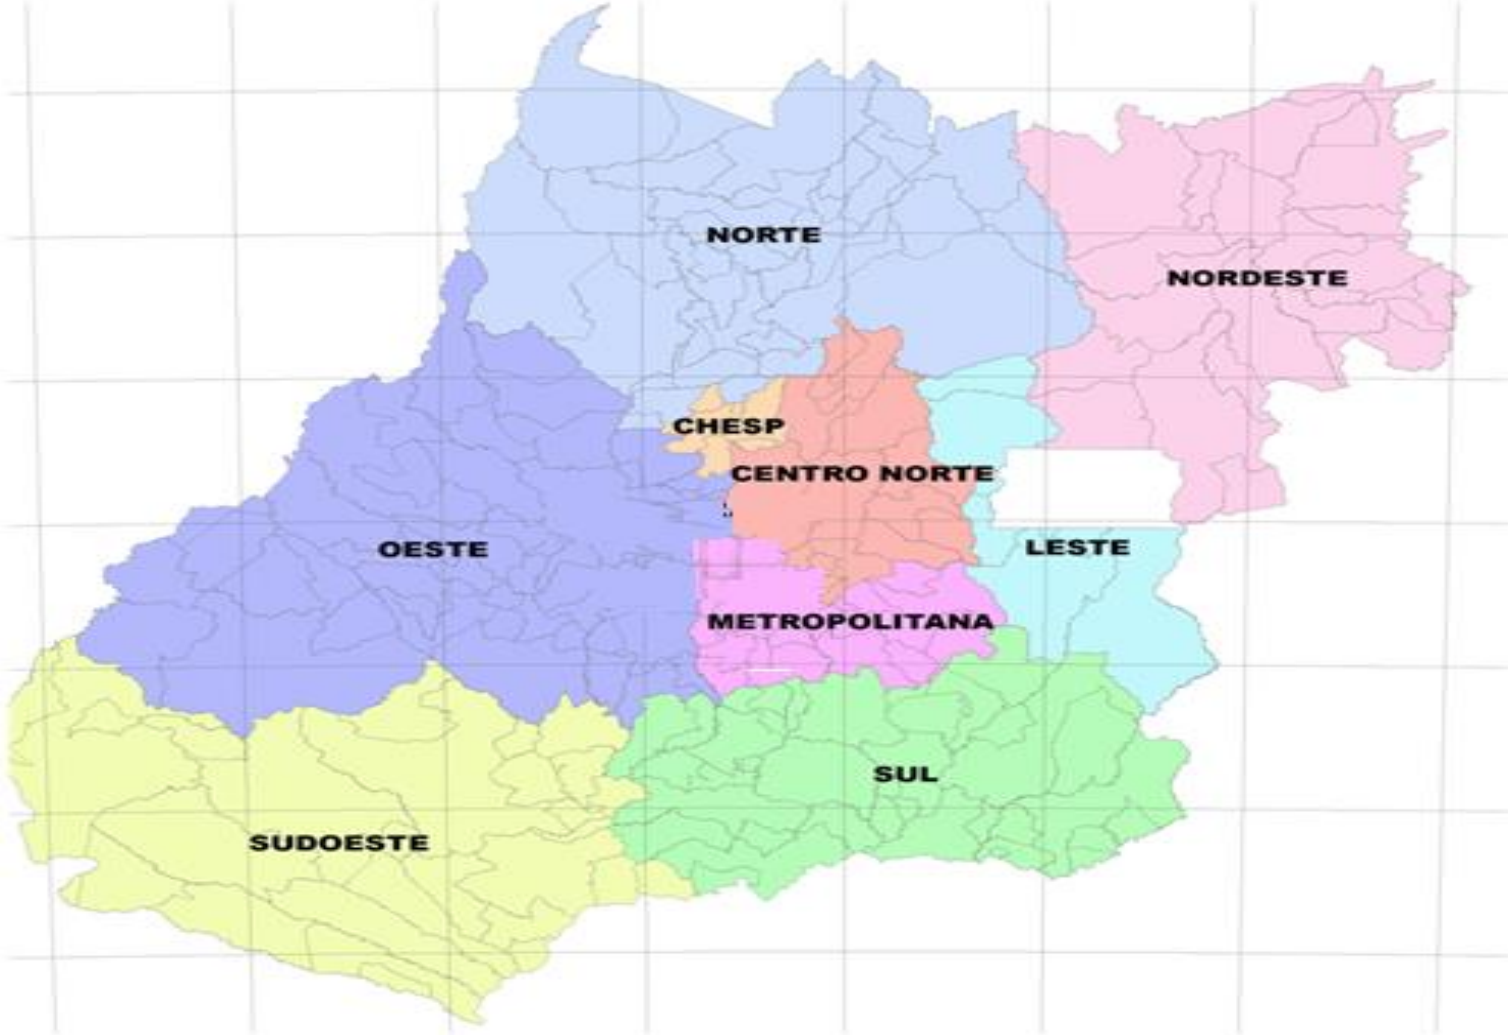 NORTE
NORDESTE
CHESP
CENTRO NORTE
OESTE
LESTE
METROPOLITANA
SUL
SUDOESTE